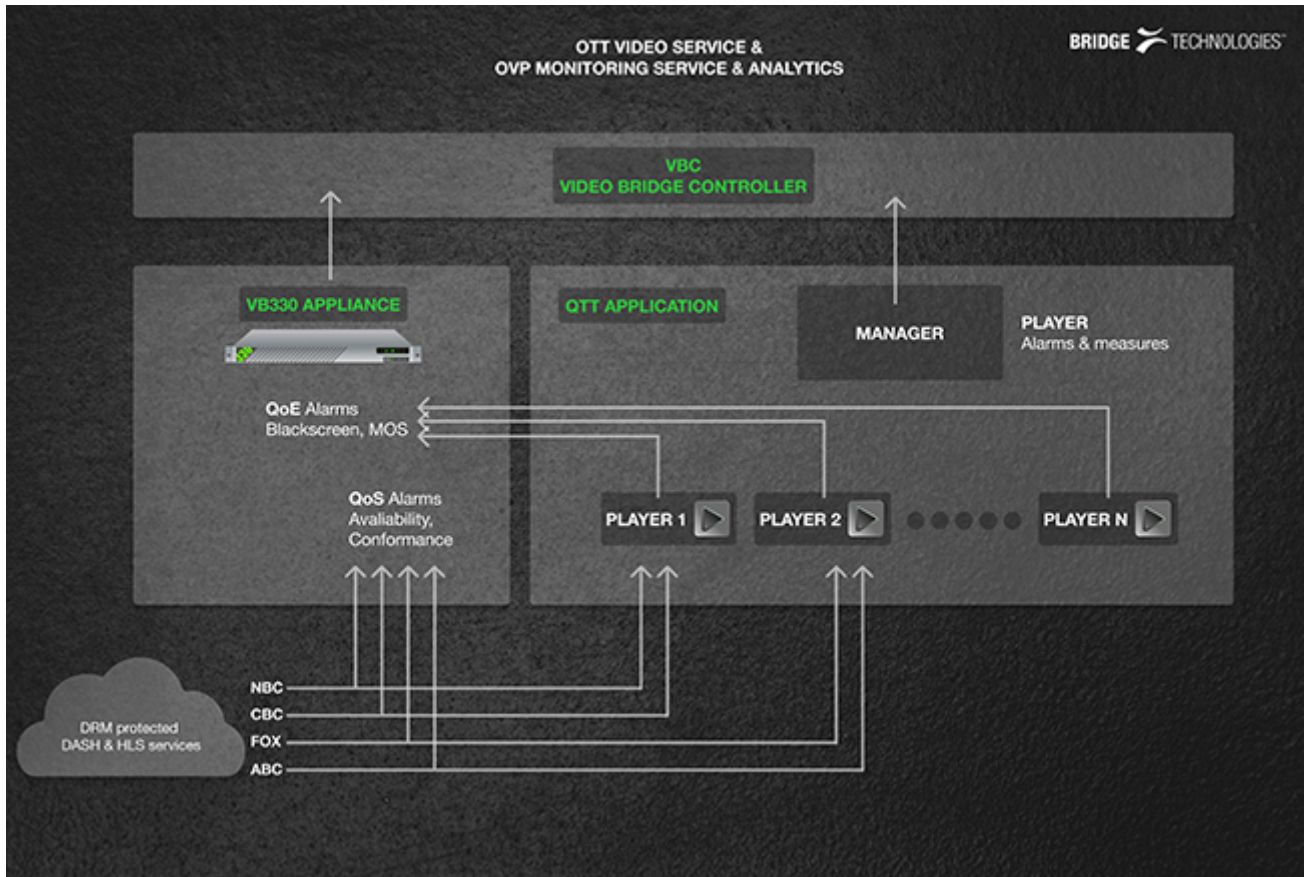 OTT VIDEO SERVICE &
OVP MONITORING SERVICE & ANALYTICS
BRIDGE TECHNOLOGIES™
VBC
VIDEO BRIDGE CONTROLLER
VB330 APPLIANCE
QTT APPLICATION
MANAGER
PLAYER
Alarms & measures
QoE Alarms
Blackscreen, MOS
QoS Alarms
Avaliability,
Conformance
PLAYER 1
PLAYER 2
PLAYER N
NBC
CBC
FOX
ABC
DRM protected
DASH & HLS services